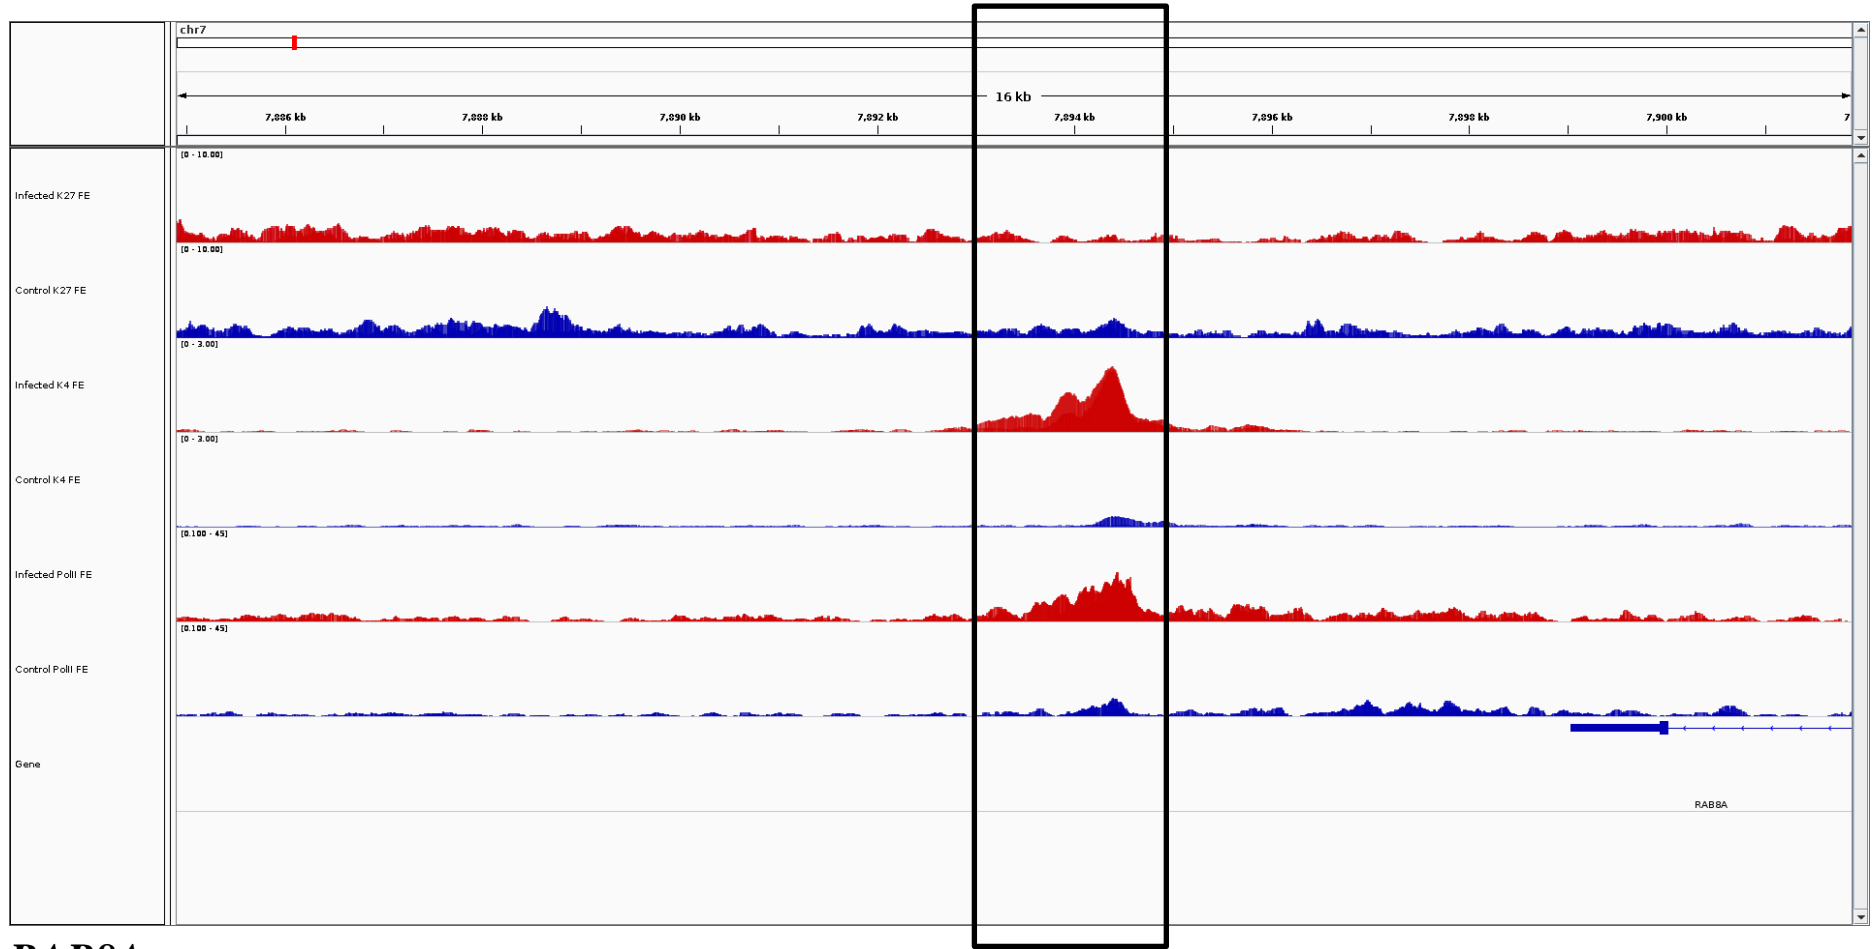 chr7
16 kb
7,886 kb 7,888 kb 7,890 kb 7,892 kb 7,894 kb 7,896 kb 7,898 kb 7,900 kb 7
[0 - 10.00]
Infected K27 FE
[0 - 10.00]
Control K27 FE
[0 - 3.00]
Infected K4 FE
[0 - 3.00]
Control K4 FE
[0.100 - 45]
Infected PolII FE
[0.100 - 45]
Control PolII FE
Gene
RAB8A
RAB8A